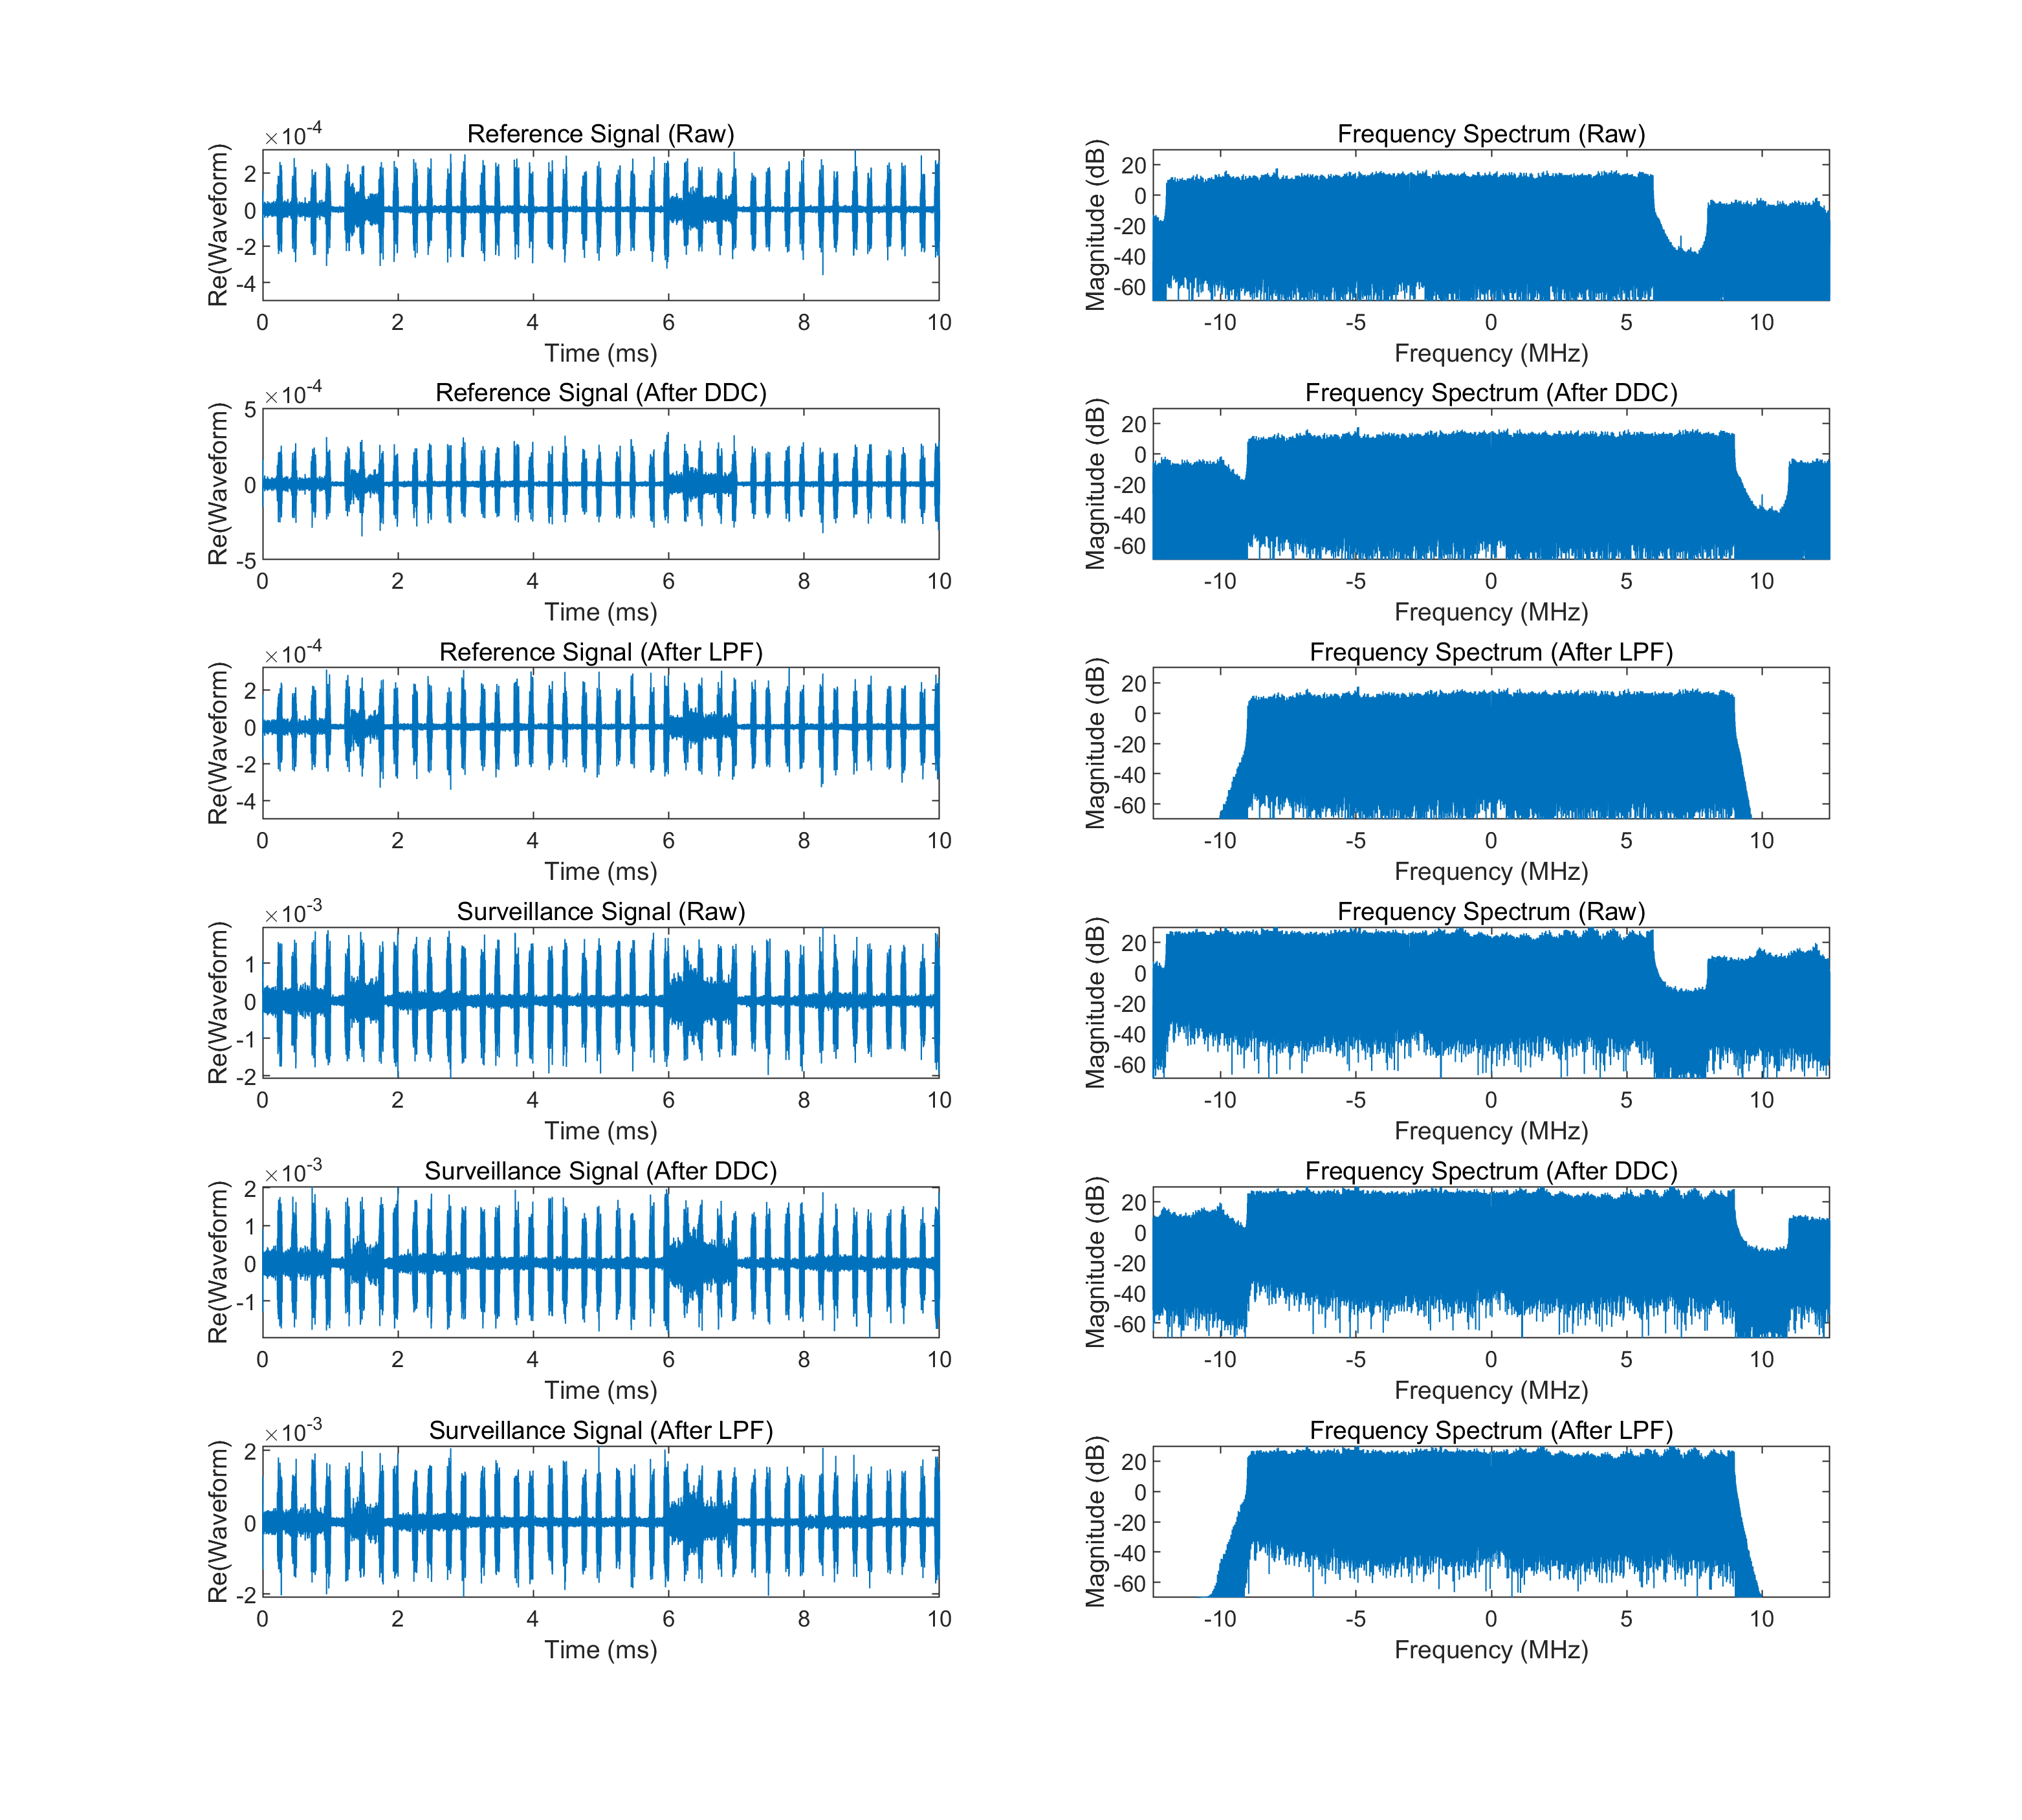 Reference Signal (Raw)
×10-4
Re(Waveform)
2
0
-2
-4
0 2 4 6 8 10
Time (ms)
Frequency Spectrum (Raw)
Magnitude (dB)
20
0
-20
-40
-60
-10 -5 0 5 10
Frequency (MHz)
Reference Signal (After DDC)
×10-4
Re(Waveform)
5
0
-5
0 2 4 6 8 10
Time (ms)
Frequency Spectrum (After DDC)
Magnitude (dB)
20
0
-20
-40
-60
-10 -5 0 5 10
Frequency (MHz)
Reference Signal (After LPF)
×10-4
Re(Waveform)
2
0
-2
-4
0 2 4 6 8 10
Time (ms)
Frequency Spectrum (After LPF)
Magnitude (dB)
20
0
-20
-40
-60
-10 -5 0 5 10
Frequency (MHz)
Surveillance Signal (Raw)
×10-3
Re(Waveform)
1
0
-1
-2
0 2 4 6 8 10
Time (ms)
Frequency Spectrum (Raw)
Magnitude (dB)
20
0
-20
-40
-60
-10 -5 0 5 10
Frequency (MHz)
Surveillance Signal (After DDC)
×10-3
Re(Waveform)
2
1
0
-1
0 2 4 6 8 10
Time (ms)
Frequency Spectrum (After DDC)
Magnitude (dB)
20
0
-20
-40
-60
-10 -5 0 5 10
Frequency (MHz)
Surveillance Signal (After LPF)
×10-3
Re(Waveform)
2
0
-2
0 2 4 6 8 10
Time (ms)
Frequency Spectrum (After LPF)
Magnitude (dB)
20
0
-20
-40
-60
-10 -5 0 5 10
Frequency (MHz)